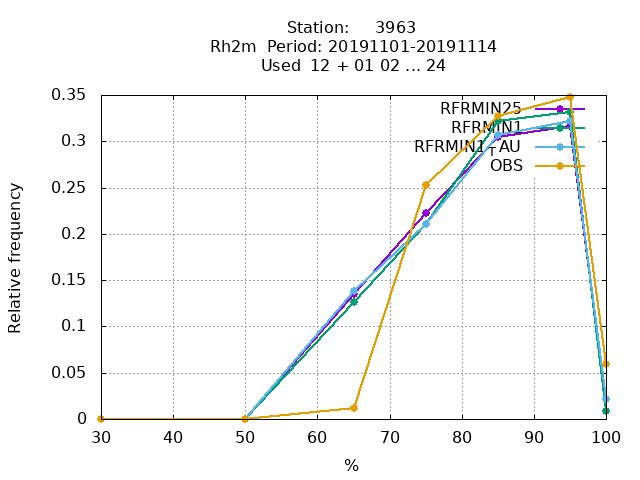 Station: 3963
Rh2m Period: 20191101-20191114
Used 12 + 01 02 ... 24
RFRMIN25
RFRMIN1
RFRMIN1_TAU
OBS
Relative frequency
0.35
0.3
0.25
0.2
0.15
0.1
0.05
0
30 40 50 60 70 80 90 100
%